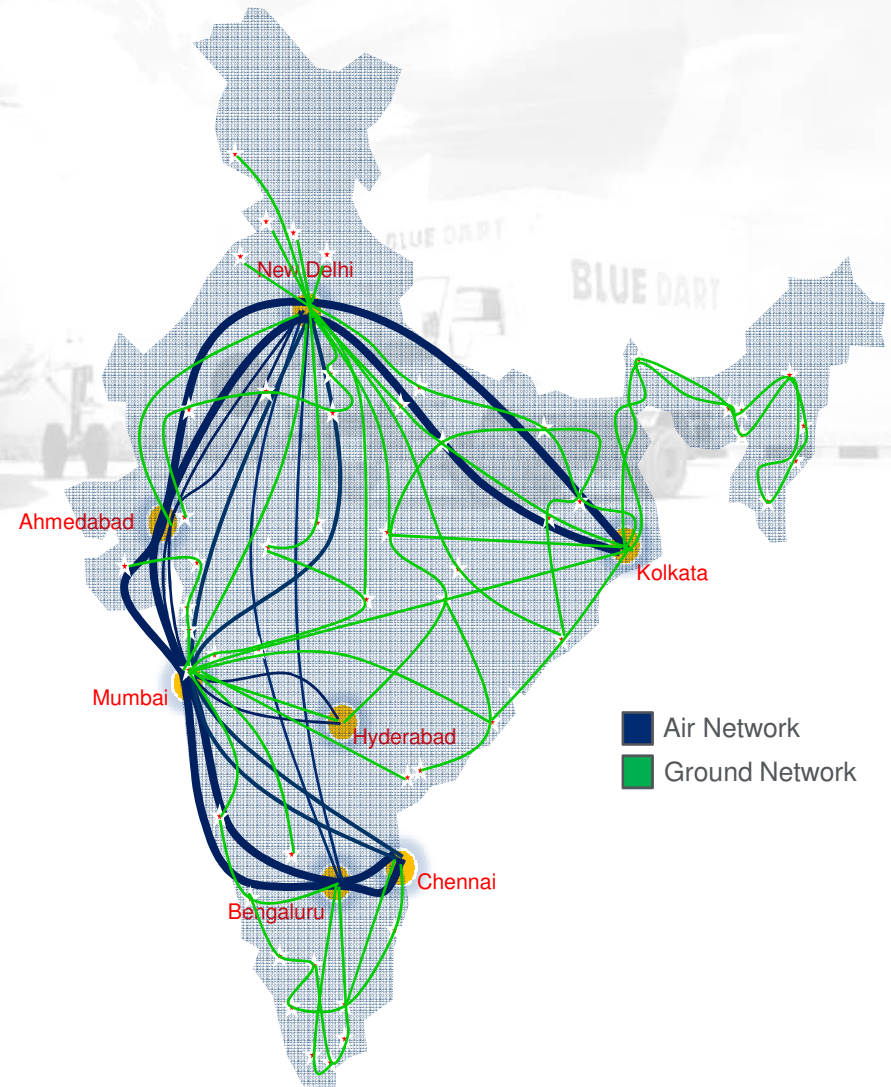 BLUE DART
New Delhi
BLUE DART
Ahmedabad
Kolkata
Mumbai
Hyderabad
Air Network
Ground Network
Chennai
Bengaluru